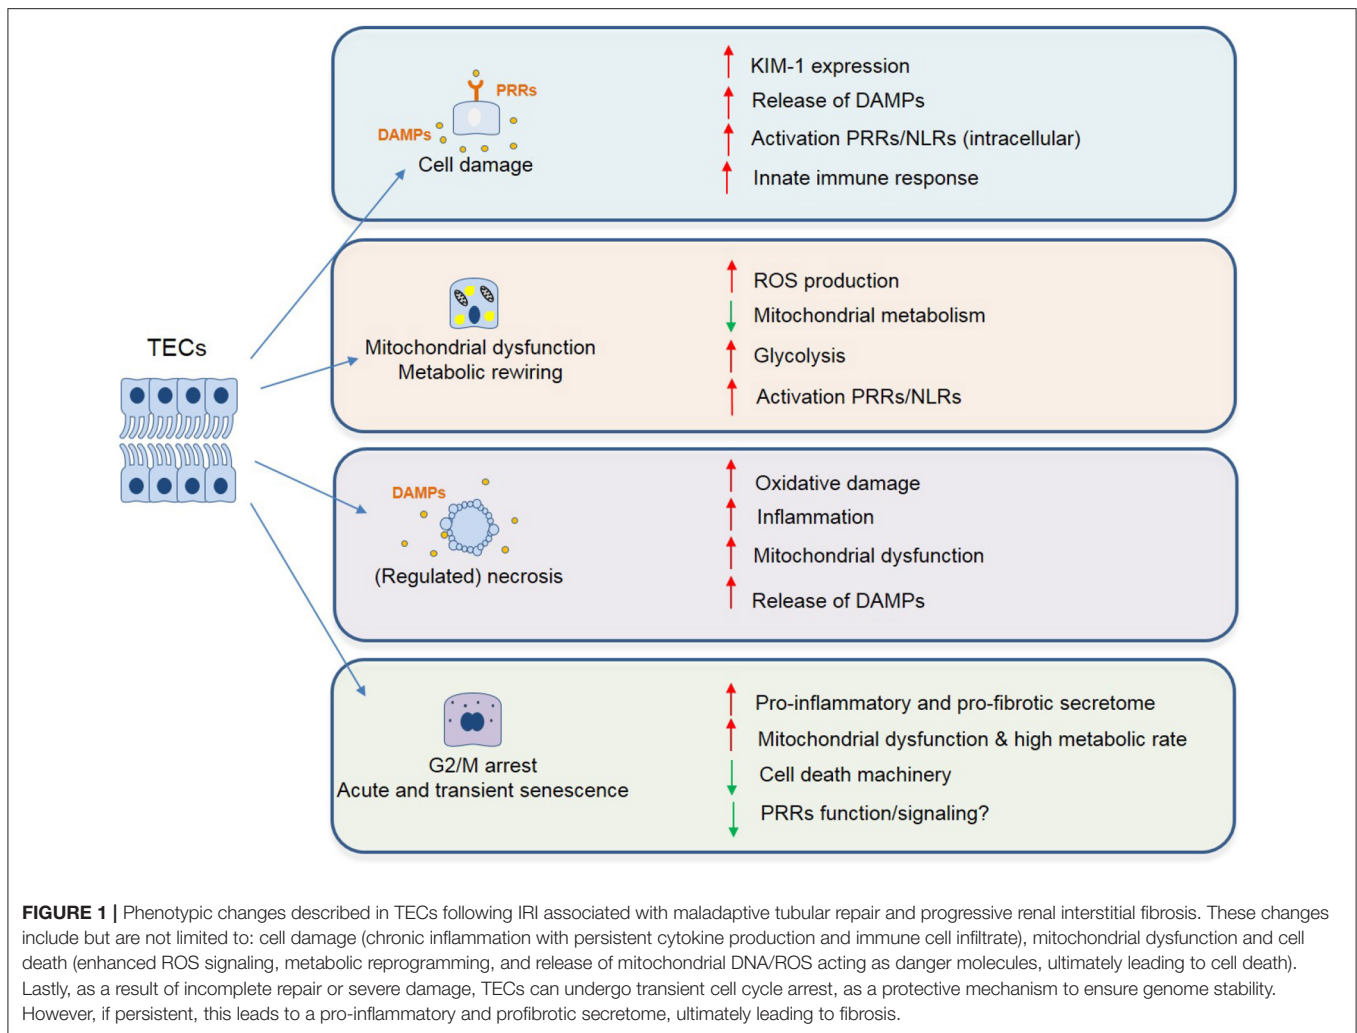 PRRs
DAMPs
Cell damage
KIM-1 expression
Release of DAMPs
Activation PRRs/NLRs (intracellular)
Innate immune response
TECs
Mitochondrial dysfunction
Metabolic rewiring
ROS production
Mitochondrial metabolism
Glycolysis
Activation PRRs/NLRs
DAMPs
(Regulated) necrosis
Oxidative damage
Inflammation
Mitochondrial dysfunction
Release of DAMPs
G2/M arrest
Acute and transient senescence
Pro-inflammatory and pro-fibrotic secretome
Mitochondrial dysfunction & high metabolic rate
Cell death machinery
PRRs function/signaling?
FIGURE 1 | Phenotypic changes described in TECs following IRI associated with maladaptive tubular repair and progressive renal interstitial fibrosis. These changes
include but are not limited to: cell damage (chronic inflammation with persistent cytokine production and immune cell infiltrate), mitochondrial dysfunction and cell
death (enhanced ROS signaling, metabolic reprogramming, and release of mitochondrial DNA/ROS acting as danger molecules, ultimately leading to cell death).
Lastly, as a result of incomplete repair or severe damage, TECs can undergo transient cell cycle arrest, as a protective mechanism to ensure genome stability.
However, if persistent, this leads to a pro-inflammatory and profibrotic secretome, ultimately leading to fibrosis.